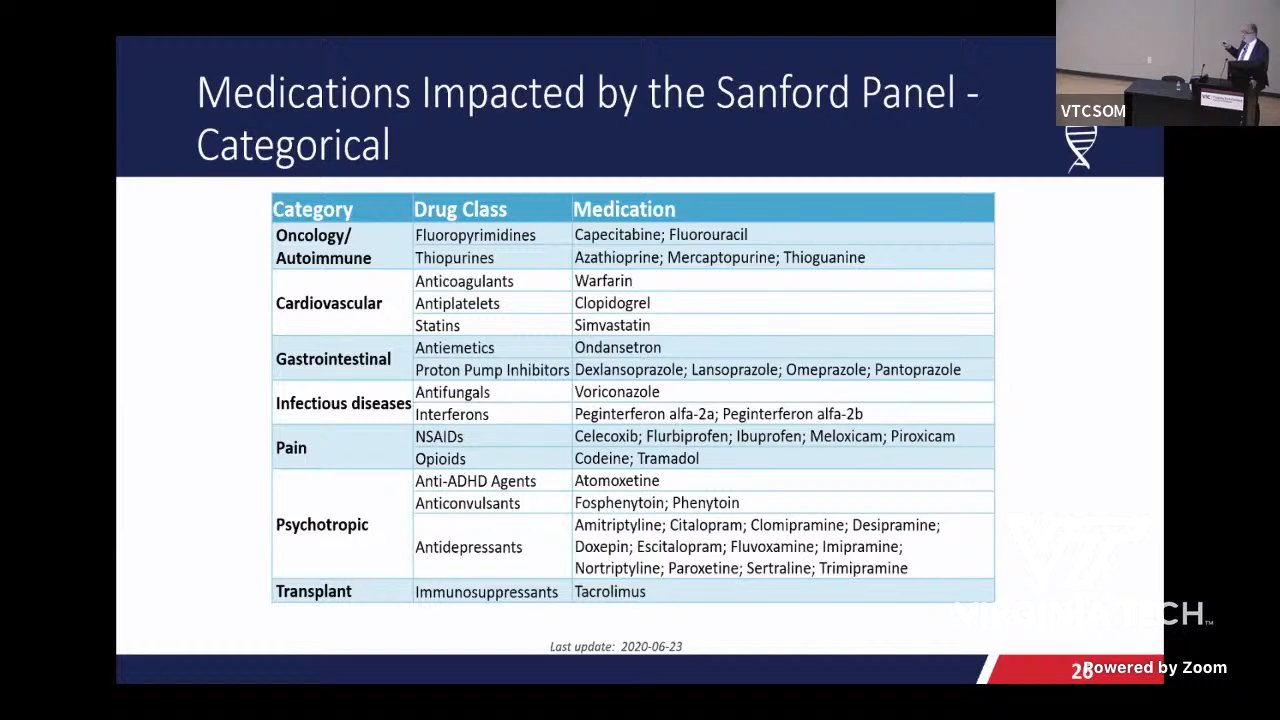 Medications Impacted by the Sanford Panel -
Categorical
VTCSOM
Category Drug Class Medication
Oncology/ Fluoropyrimidines Capecitabine; Fluorouracil
Autoimmune Thiopurines Azathioprine; Mercaptopurine; Thioguanine
Anticoagulants Warfarin
Cardiovascular Antiplatelets Clopidogrel
Statins Simvastatin
Gastrointestinal Antiemetics Ondansetron
Proton Pump Inhibitors Dexlansoprazole; Lansoprazole; Omeprazole; Pantoprazole
Infectious diseases Antifungals Voriconazole
Interferons Peginterferon alfa-2a; Peginterferon alfa-2b
Pain NSAIDs Celecoxib; Flurbiprofen; Ibuprofen; Meloxicam; Piroxicam
Opioids Codeine; Tramadol
Anti-ADHD Agents Atomoxetine
Anticonvulsants Fosphenytoin; Phenytoin
Psychotropic Antidepressants Amitriptyline; Citalopram; Clomipramine; Desipramine;
Doxepin; Escitalopram; Fluvoxamine; Imipramine;
Nortriptyline; Paroxetine; Sertraline; Trimipramine
Transplant Immunosuppressants Tacrolimus
VIRGINIA TECH™
Last update: 2020-06-23
Powered by Zoom